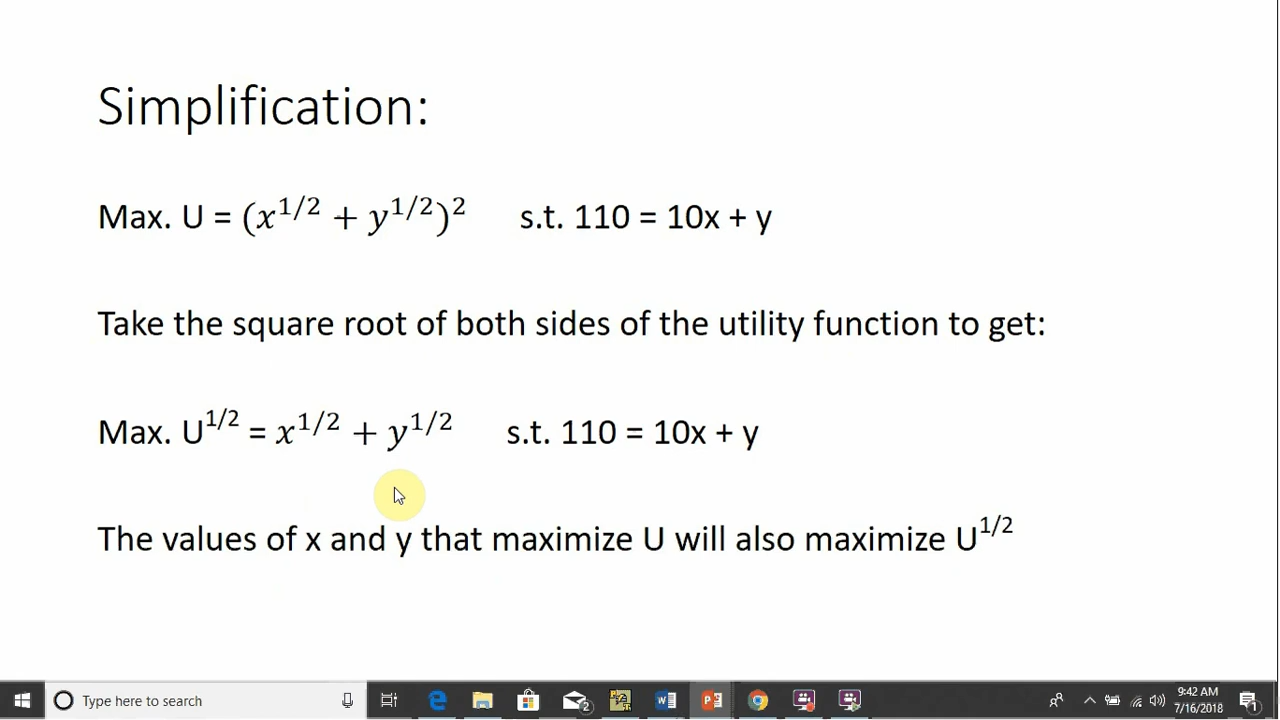 Simplification:
Max. U = (x^{1/2} + y^{1/2})^2 s.t. 110 = 10x + y
Take the square root of both sides of the utility function to get:
Max. U^{1/2} = x^{1/2} + y^{1/2} s.t. 110 = 10x + y
The values of x and y that maximize U will also maximize U^{1/2}
Type here to search
2
9:42 AM
7/16/2018
1